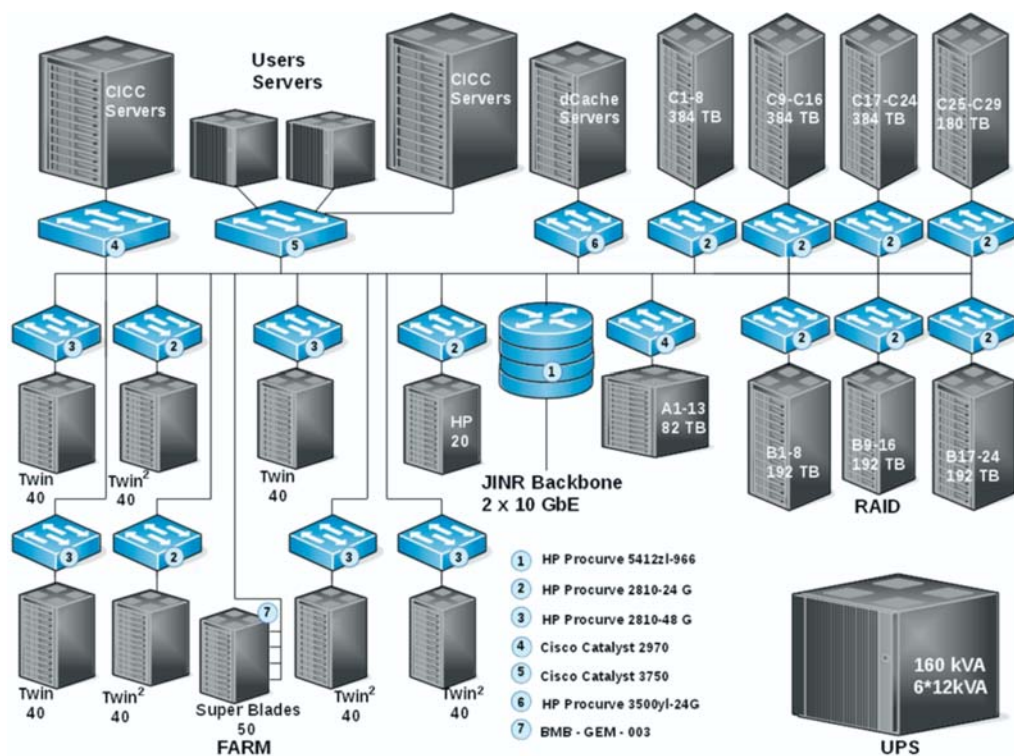 CICC
Servers
Users
Servers
CICC
Servers
dCache
Servers
C1-8
384 TB
C9-C16
384 TB
C17-C24
384 TB
C25-C29
180 TB
4
5
6
2
2
2
2
3
2
3
2
1
4
2
2
2
HP
20
A1-13
82 TB
B1-8
192 TB
B9-16
192 TB
B17-24
192 TB
Twin
40
Twin²
40
Twin
40
JINR Backbone
2 x 10 GbE
RAID
3
2
3
3
7
Twin
40
Twin²
40
Super Blades
50
Twin²
40
Twin²
40
FARM
1 HP Procurve 5412zl-966
2 HP Procurve 2810-24 G
3 HP Procurve 2810-48 G
4 Cisco Catalyst 2970
5 Cisco Catalyst 3750
6 HP Procurve 3500yl-24G
7 BMB - GEM - 003
160 kVA
6*12kVA
UPS